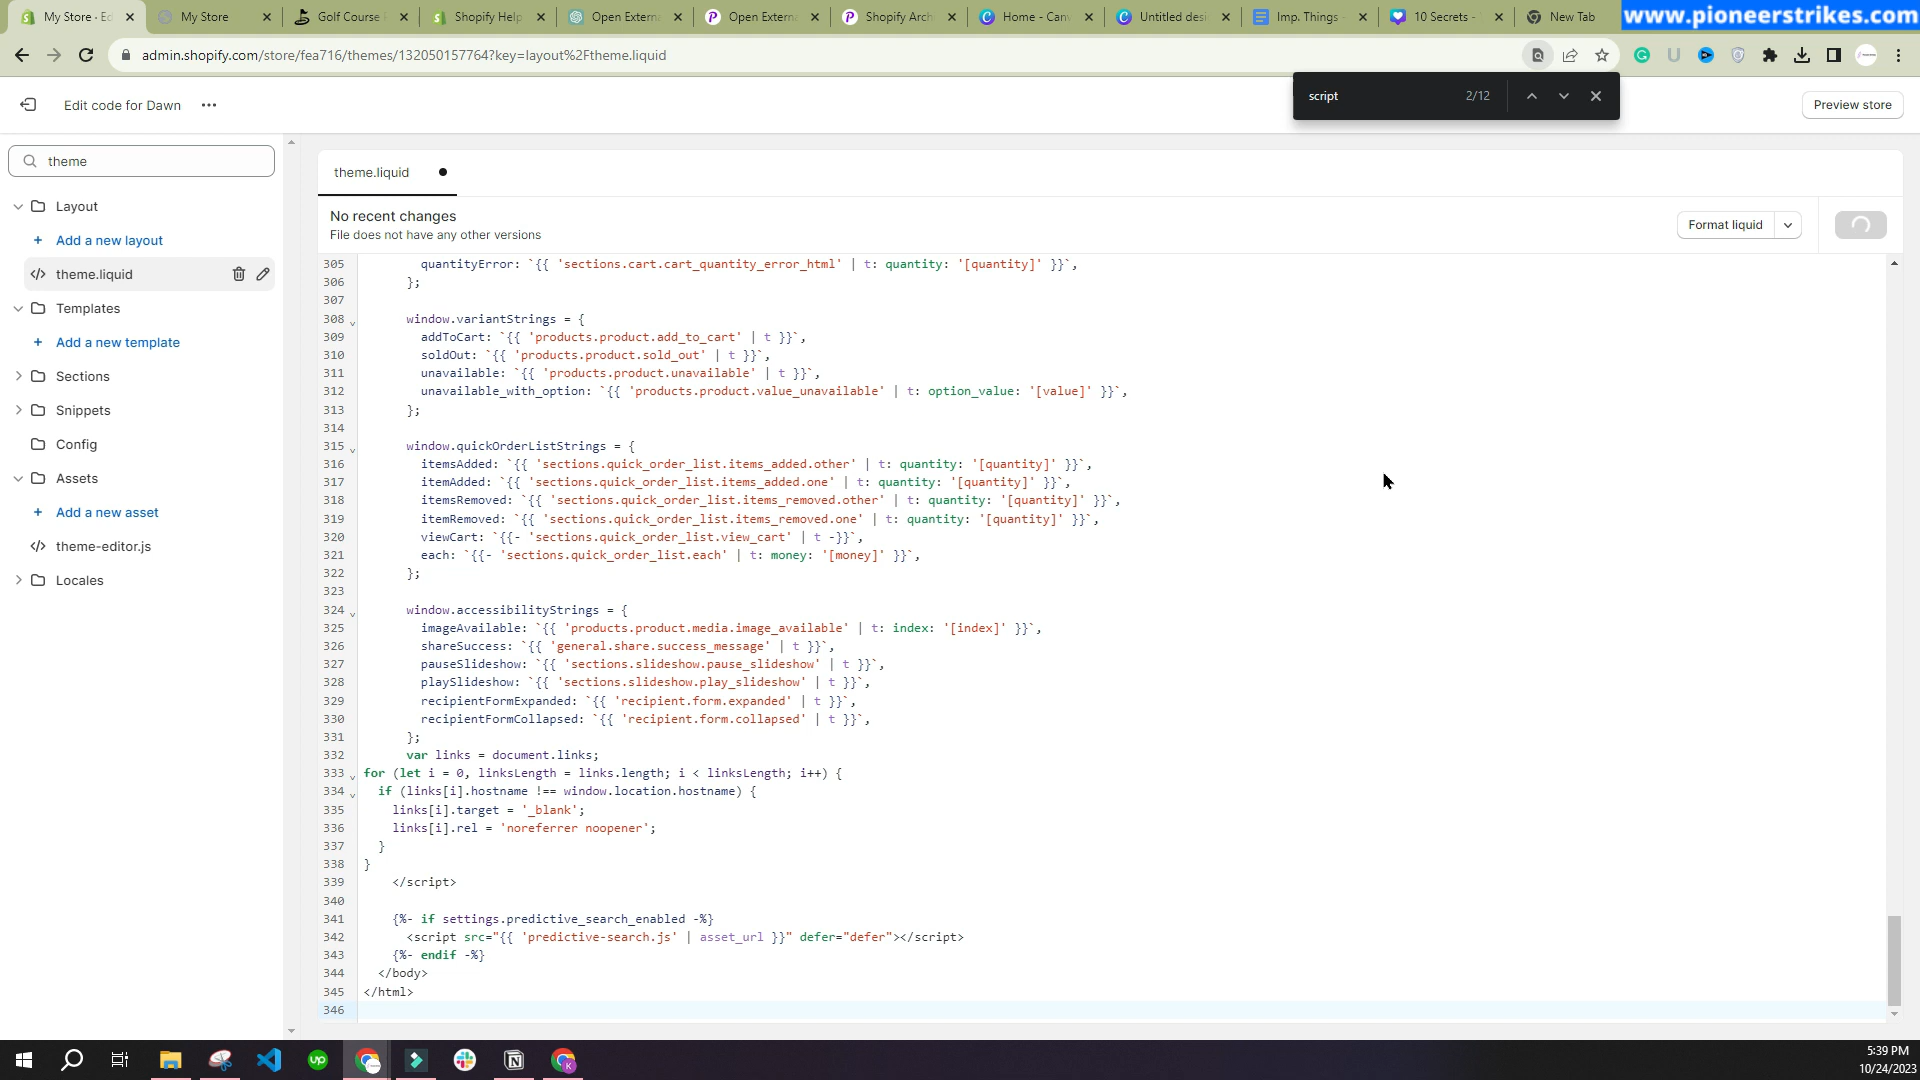 My Store · Ed
My Store
Golf Course
Shopify Help
Open Extern
Open Extern
Shopify Arch
Home - Canv
Untitled desi
Imp. Things -
10 Secrets -
New Tab
www.pioneerstrikes.com
admin.shopify.com/store/fea716/themes/132050157764?key=layout%2Ftheme.liquid
script
2/12
Edit code for Dawn
Preview store
theme
Layout
Add a new layout
theme.liquid
Templates
Add a new template
Sections
Snippets
Config
Assets
Add a new asset
theme-editor.js
Locales
theme.liquid
No recent changes
File does not have any other versions
Format liquid
305 quantityError: `{{ 'sections.cart.cart_quantity_error_html' | t: quantity: '[quantity]' }}`,
306 };
307
308 window.variantStrings = {
309 addToCart: `{{ 'products.product.add_to_cart' | t }}`,
310 soldOut: `{{ 'products.product.sold_out' | t }}`,
311 unavailable: `{{ 'products.product.unavailable' | t }}`,
312 unavailable_with_option: `{{ 'products.product.value_unavailable' | t: option_value: '[value]' }}`,
313 };
314
315 window.quickOrderListStrings = {
316 itemsAdded: `{{ 'sections.quick_order_list.items_added.other' | t: quantity: '[quantity]' }}`,
317 itemAdded: `{{ 'sections.quick_order_list.items_added.one' | t: quantity: '[quantity]' }}`,
318 itemsRemoved: `{{ 'sections.quick_order_list.items_removed.other' | t: quantity: '[quantity]' }}`,
319 itemRemoved: `{{ 'sections.quick_order_list.items_removed.one' | t: quantity: '[quantity]' }}`,
320 viewCart: `{{- 'sections.quick_order_list.view_cart' | t -}}`,
321 each: `{{- 'sections.quick_order_list.each' | t: money: '[money]' }}`,
322 };
323
324 window.accessibilityStrings = {
325 imageAvailable: `{{ 'products.product.media.image_available' | t: index: '[index]' }}`,
326 shareSuccess: `{{ 'general.share.success_message' | t }}`,
327 pauseSlideshow: `{{ 'sections.slideshow.pause_slideshow' | t }}`,
328 playSlideshow: `{{ 'sections.slideshow.play_slideshow' | t }}`,
329 recipientFormExpanded: `{{ 'recipient.form.expanded' | t }}`,
330 recipientFormCollapsed: `{{ 'recipient.form.collapsed' | t }}`,
331 };
332 var links = document.links;
333 for (let i = 0, linksLength = links.length; i < linksLength; i++) {
334 if (links[i].hostname !== window.location.hostname) {
335 links[i].target = '_blank';
336 links[i].rel = 'noreferrer noopener';
337 }
338 }
339 </script>
340
341 {%- if settings.predictive_search_enabled -%}
342 <script src="{{ 'predictive-search.js' | asset_url }}" defer="defer"></script>
343 {%- endif -%}
344 </body>
345 </html>
346
5:39 PM
10/24/2023